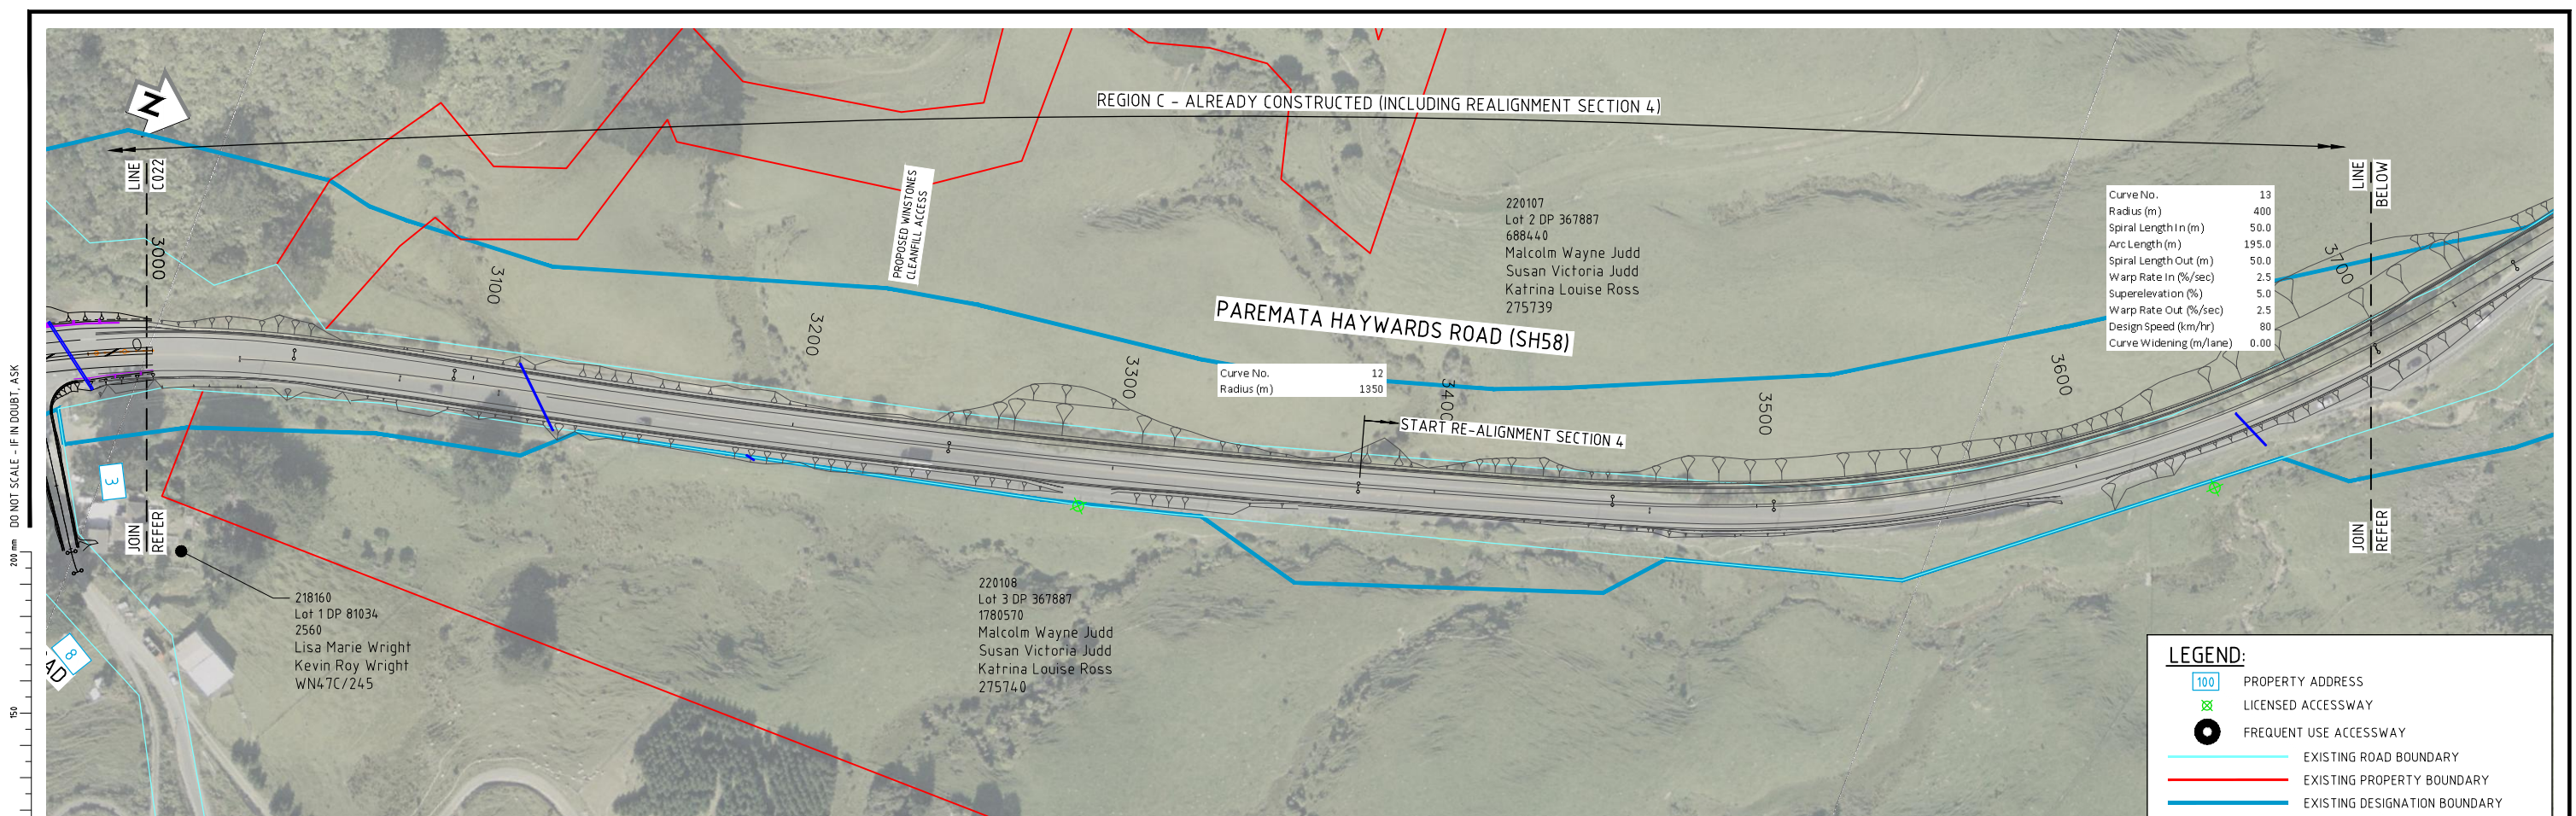 REGION C - ALREADY CONSTRUCTED (INCLUDING REALIGNMENT SECTION 4)
N
LINE
C022
LINE
BELOW
PROPOSED WINSTONES
CLEANFILL ACCESS
220107
Lot 2 DP 367887
688440
Malcolm Wayne Judd
Susan Victoria Judd
Katrina Louise Ross
275739
Curve No. 13
Radius (m) 400
Spiral Length In (m) 50.0
Arc Length (m) 195.0
Spiral Length Out (m) 50.0
Warp Rate In (%/sec) 2.5
Superelevation (%) 5.0
Warp Rate Out (%/sec) 2.5
Design Speed (km/hr) 80
Curve Widening (m/lane) 0.00
3000
3100
3200
3300
3400
3500
3600
3700
PAREMATA HAYWARDS ROAD (SH58)
Curve No. 12
Radius (m) 1350
START RE-ALIGNMENT SECTION 4
DO NOT SCALE - IF IN DOUBT, ASK
200 mm
150
3
8
AD
JOIN
REFER
JOIN
REFER
218160
Lot 1 DP 81034
2560
Lisa Marie Wright
Kevin Roy Wright
WN47C/245
220108
Lot 3 DP 367887
1780570
Malcolm Wayne Judd
Susan Victoria Judd
Katrina Louise Ross
275740
LEGEND:
100 PROPERTY ADDRESS
LICENSED ACCESSWAY
FREQUENT USE ACCESSWAY
EXISTING ROAD BOUNDARY
EXISTING PROPERTY BOUNDARY
EXISTING DESIGNATION BOUNDARY